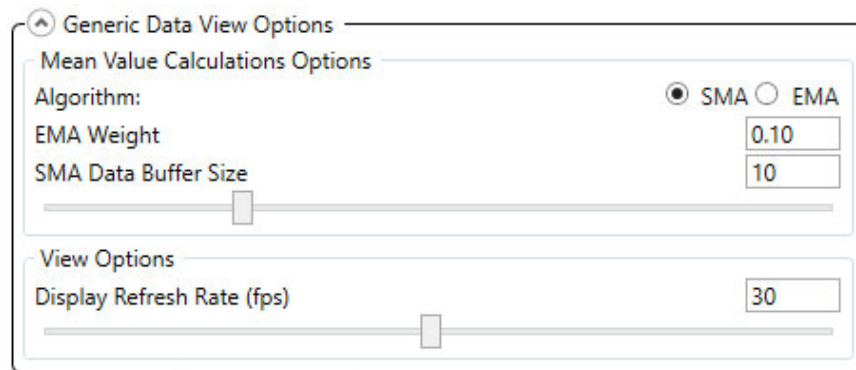 Generic Data View Options
Mean Value Calculations Options
Algorithm: SMA EMA
EMA Weight 0.10
SMA Data Buffer Size 10
View Options
Display Refresh Rate (fps) 30